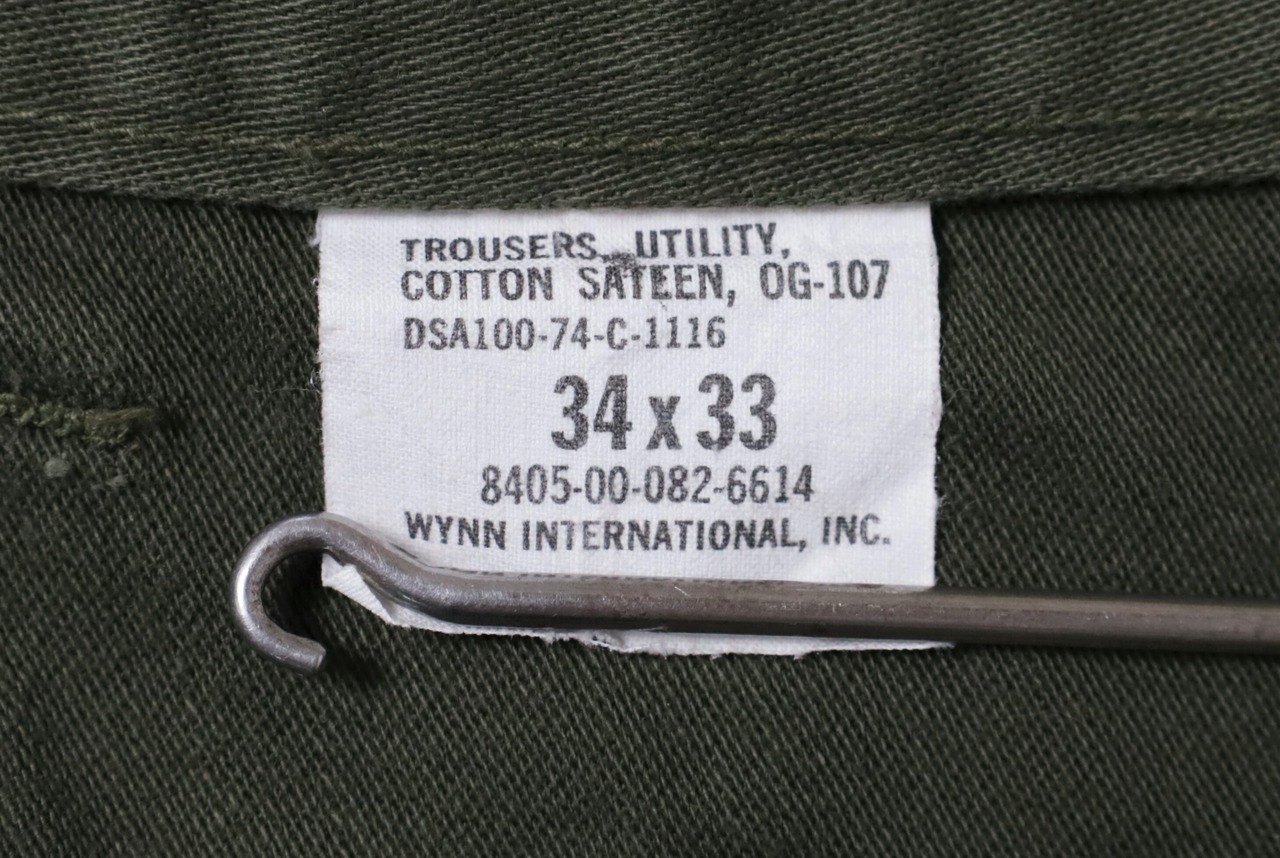 TROUSERS, UTILITY,
COTTON SATEEN, OG-107
DSA100-74-C-1116
34 x 33
8405-00-082-6614
WYNN INTERNATIONAL, INC.